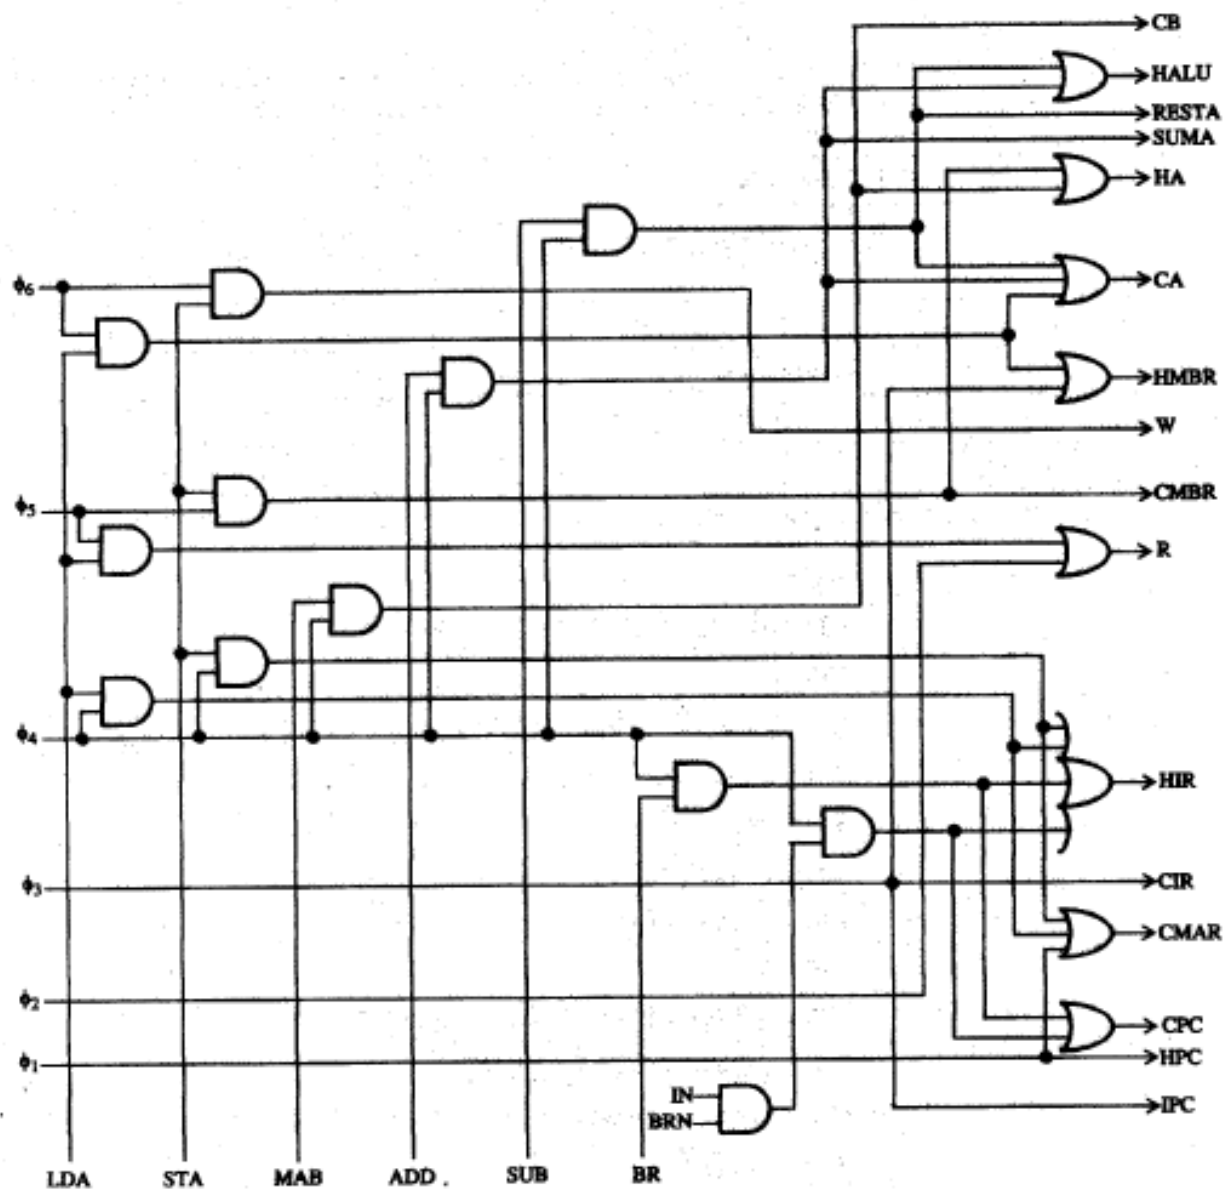 CB
HALU
RESTA
SUMA
HA
ϕ6
CA
HMBR
W
CMBR
ϕ5
R
ϕ4
HIR
CIR
ϕ3
CMAR
ϕ2
CPC
HPC
ϕ1
IN
IPC
BRN
LDA STA MAB ADD . SUB BR